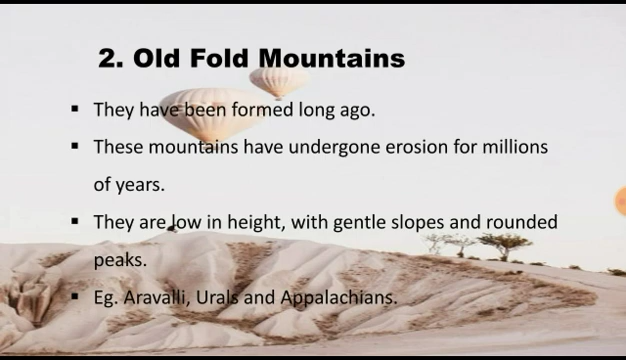 2. Old Fold Mountains
▪ They have been formed long ago.
▪ These mountains have undergone erosion for millions
of years.
▪ They are low in height, with gentle slopes and rounded
peaks.
▪ Eg. Aravalli, Urals and Appalachians.